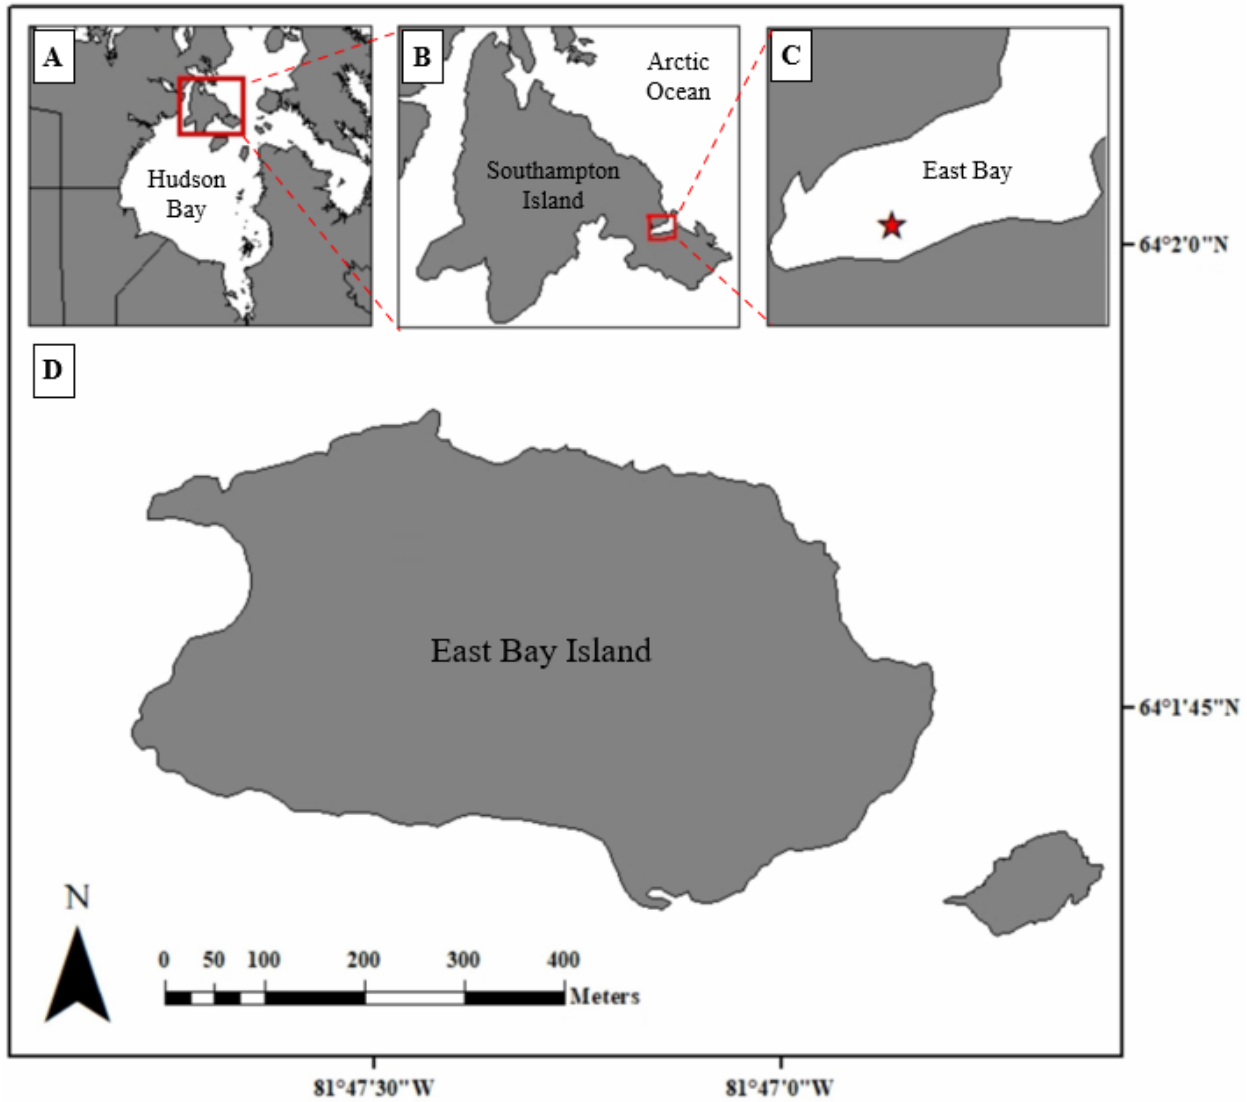 A
B
C
Hudson
Bay
Arctic
Ocean
Southampton
Island
East Bay
64°2'0"N
D
East Bay Island
64°1'45"N
N
0 50 100 200 300 400
Meters
81°47'30"W
81°47'0"W